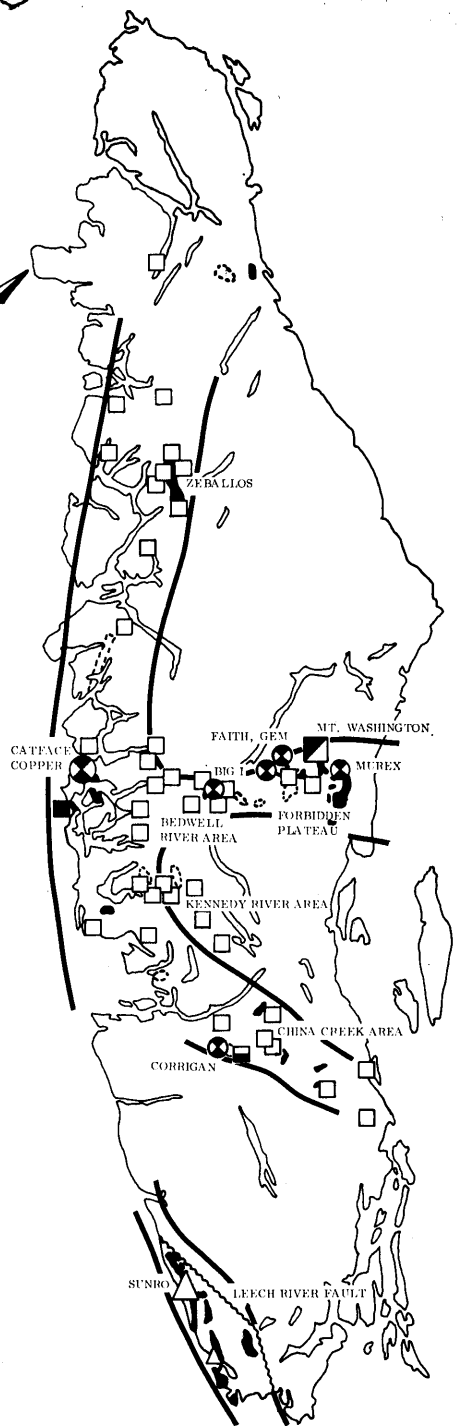 ZEBALLOS
MT. WASHINGTON
FAITH, GEM
CATFACE
COPPER
BIG I
MUREX
BEDWELL
RIVER AREA
FORBIDDEN
PLATEAU
KENNEDY RIVER AREA
CHINA CREEK AREA
CORRIGAN
SUNRO
LEECH RIVER FAULT